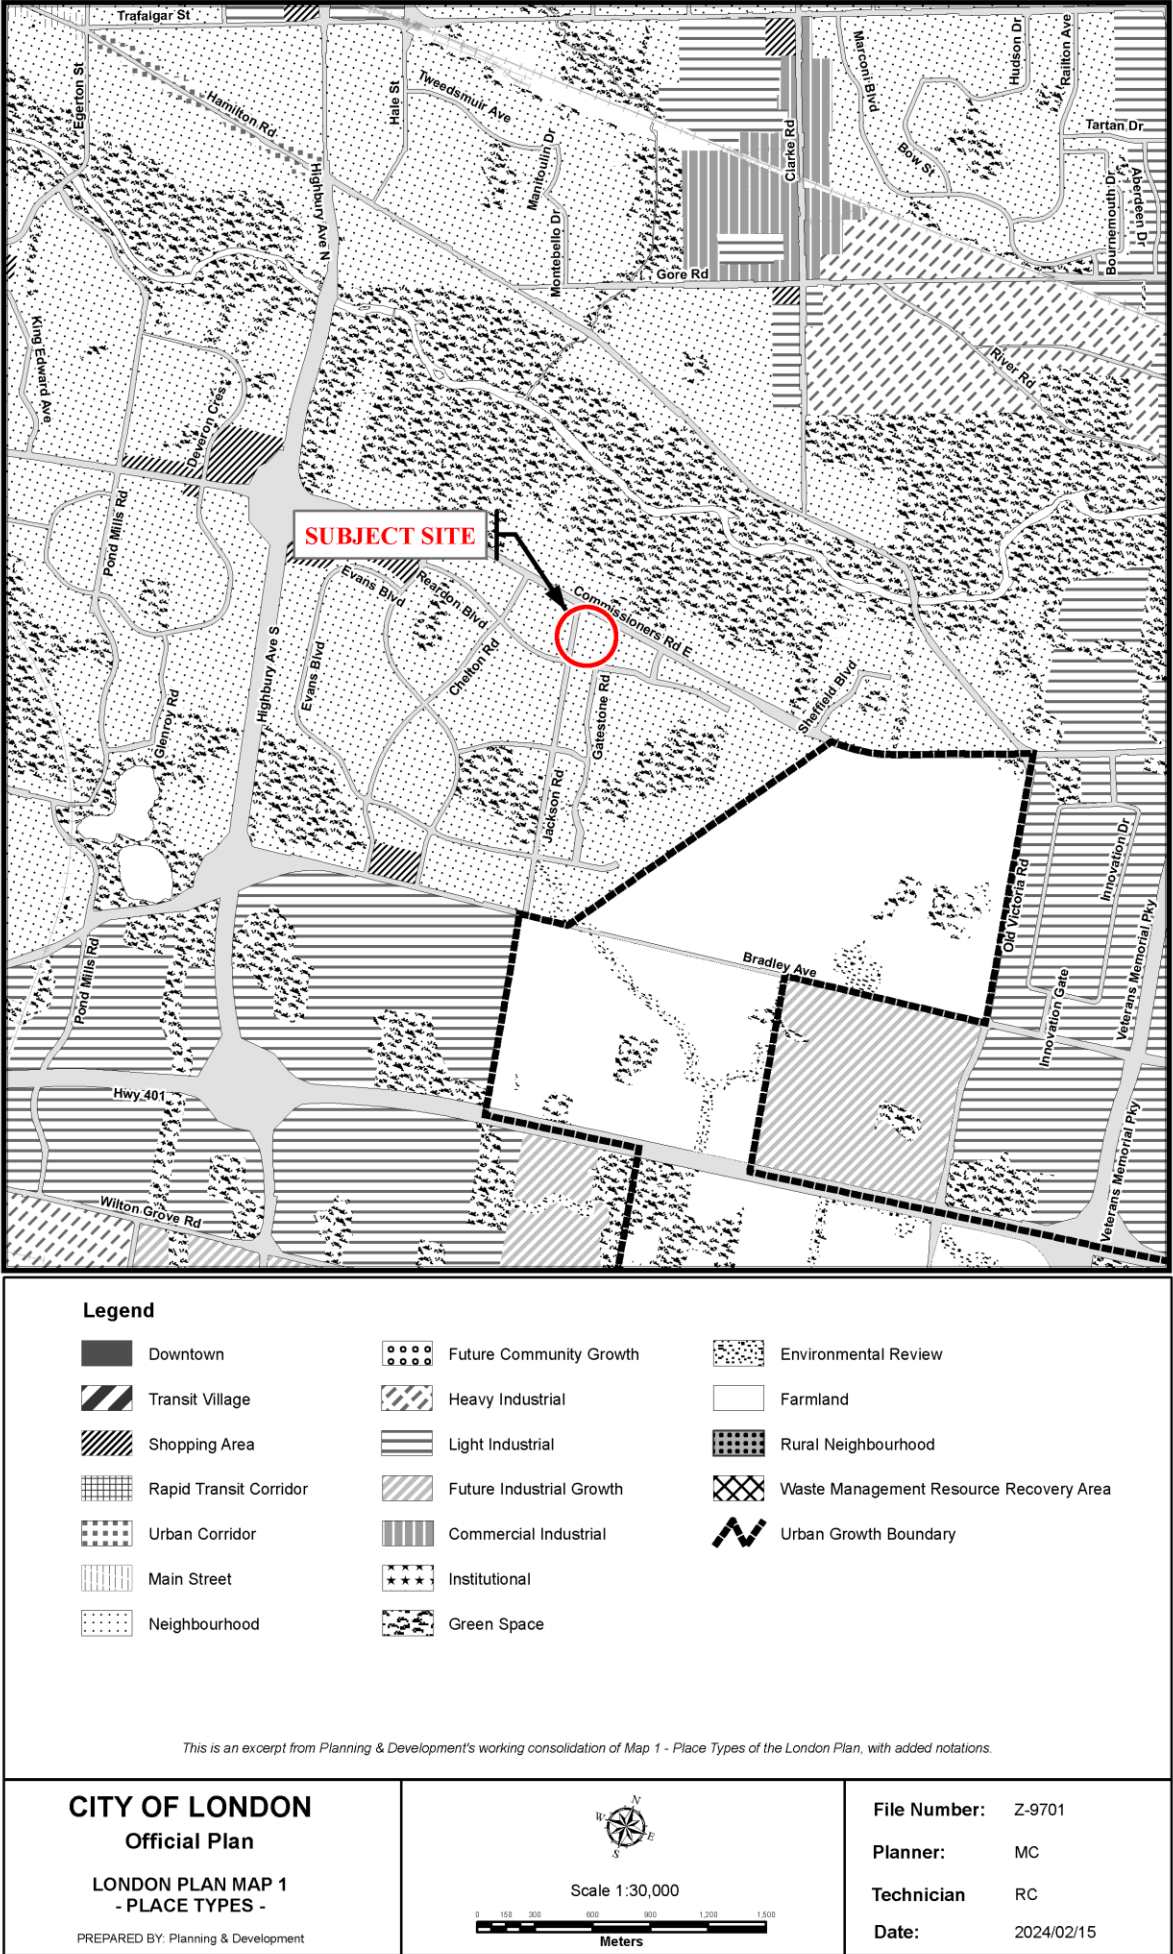 Trafalgar St
Egerton St
Hamilton Rd
Hale St
Tweedsmuir Ave
Manitoulin Dr
Montebello Dr
Highbury Ave N
Clarke Rd
Marconi Blvd
Hudson Dr
Railton Ave
Tartan Dr
Bow St
Bournemouth Dr
Aberdeen Dr
Gore Rd
River Rd
King Edward Ave
Deveron Cres
Pond Mills Rd
SUBJECT SITE
Evans Blvd
Reardon Blvd
Commissioners Rd E
Chelton Rd
Evans Blvd
Highbury Ave S
Glenroy Rd
Gatestone Rd
Sheffield Blvd
Jackson Rd
Innovation Dr
Old Victoria Rd
Bradley Ave
Pond Mills Rd
Innovation Gate
Veterans Memorial Pky
Hwy 401
Veterans Memorial Pky
Wilton Grove Rd
Legend
Downtown
Transit Village
Shopping Area
Rapid Transit Corridor
Urban Corridor
Main Street
Neighbourhood
Future Community Growth
Heavy Industrial
Light Industrial
Future Industrial Growth
Commercial Industrial
Institutional
Green Space
Environmental Review
Farmland
Rural Neighbourhood
Waste Management Resource Recovery Area
Urban Growth Boundary
This is an excerpt from Planning & Development's working consolidation of Map 1 - Place Types of the London Plan, with added notations.
CITY OF LONDON
Official Plan
LONDON PLAN MAP 1
- PLACE TYPES -
PREPARED BY: Planning & Development
N
W
E
S
Scale 1:30,000
0 150 300 600 900 1,200 1,500
Meters
File Number: Z-9701
Planner: MC
Technician RC
Date: 2024/02/15